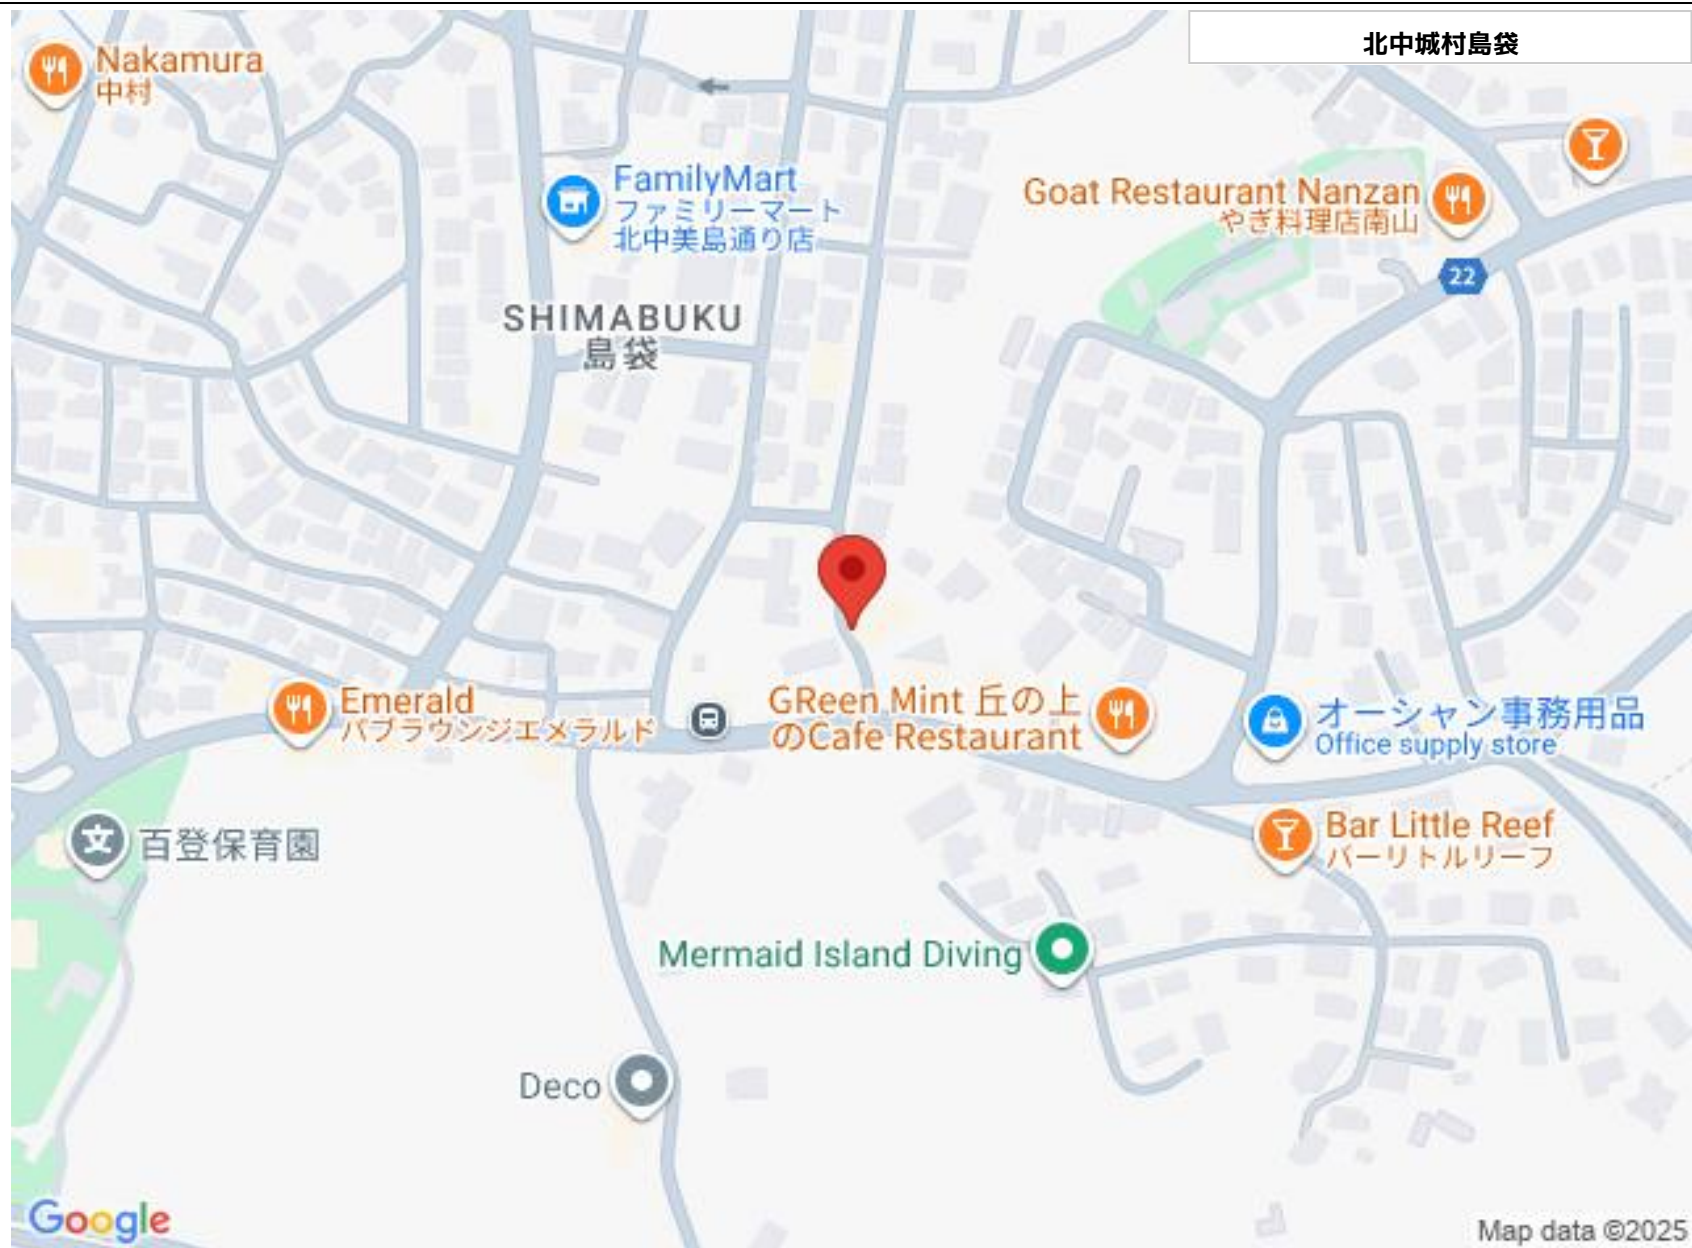 北中城村島袋
Nakamura
中村
FamilyMart
ファミリーマート
北中美島通り店
Goat Restaurant Nanzan
やぎ料理店南山
22
SHIMABUKU
島袋
Emerald
パブラウンジエメラルド
GReen Mint 丘の上
のCafe Restaurant
オーシャン事務用品
Office supply store
文
百登保育園
Bar Little Reef
バーリトルリーフ
Mermaid Island Diving
Deco
Google
Map data ©2025